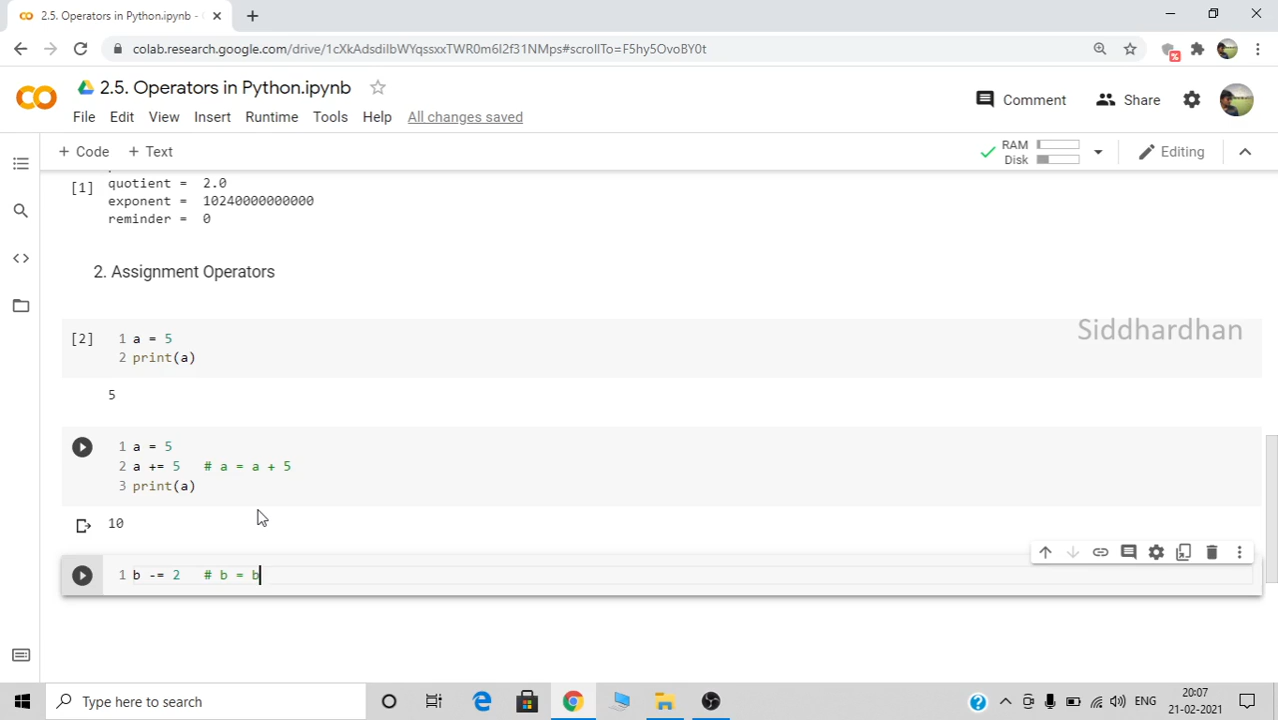 2.5. Operators in Python.ipynb -
colab.research.google.com/drive/1cXkAdsdiIbWYqssxxTWR0m6I2f31NMps#scrollTo=F5hy5OvoBY0t
2.5. Operators in Python.ipynb
File Edit View Insert Runtime Tools Help All changes saved
Comment Share
+ Code + Text
RAM
Disk
Editing
[1] quotient = 2.0
exponent = 10240000000000
reminder = 0
2. Assignment Operators
Siddhardhan
[2] 1 a = 5
2 print(a)
5
1 a = 5
2 a += 5 # a = a + 5
3 print(a)
10
1 b -= 2 # b = b
Type here to search
ENG
20:07
21-02-2021